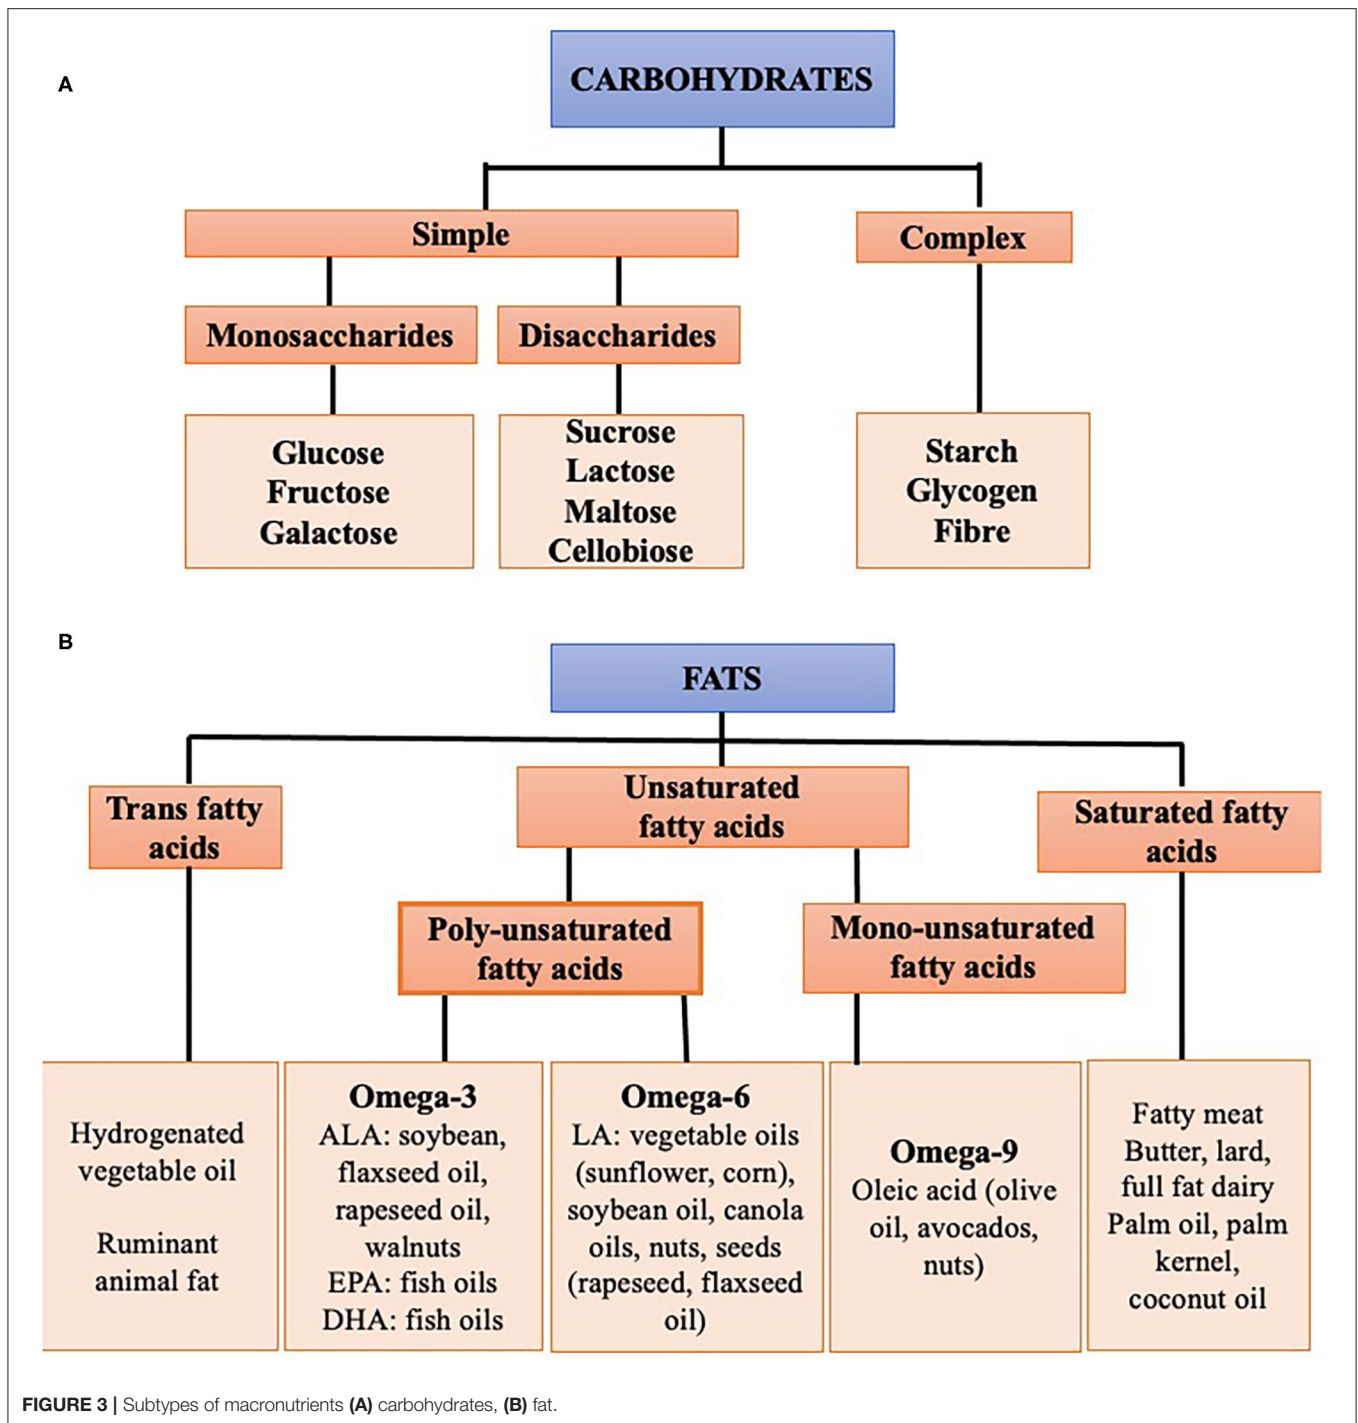 A
CARBOHYDRATES
Simple
Complex
Monosaccharides
Disaccharides
Glucose
Fructose
Galactose
Sucrose
Lactose
Maltose
Cellobiose
Starch
Glycogen
Fibre
B
FATS
Trans fatty
acids
Unsaturated
fatty acids
Saturated fatty
acids
Poly-unsaturated
fatty acids
Mono-unsaturated
fatty acids
Hydrogenated
vegetable oil
Ruminant
animal fat
Omega-3
ALA: soybean,
flaxseed oil,
rapeseed oil,
walnuts
EPA: fish oils
DHA: fish oils
Omega-6
LA: vegetable oils
(sunflower, corn),
soybean oil, canola
oils, nuts, seeds
(rapeseed, flaxseed
oil)
Omega-9
Oleic acid (olive
oil, avocados,
nuts)
Fatty meat
Butter, lard,
full fat dairy
Palm oil, palm
kernel,
coconut oil
FIGURE 3 | Subtypes of macronutrients (A) carbohydrates, (B) fat.